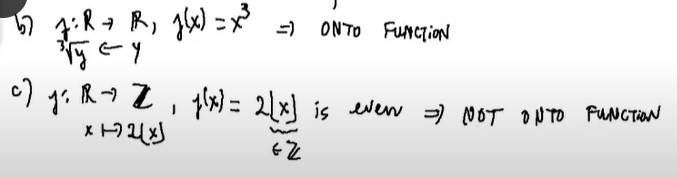 b) f: ℝ → ℝ, f(x) = x³ ⇒ ONTO FUNCTION
∛y ← y
c) g: ℝ → ℤ, f(x) = 2⌊x⌋ is even ⇒ NOT ONTO FUNCTION
x ↦ 2⌊x⌋
∈ ℤ